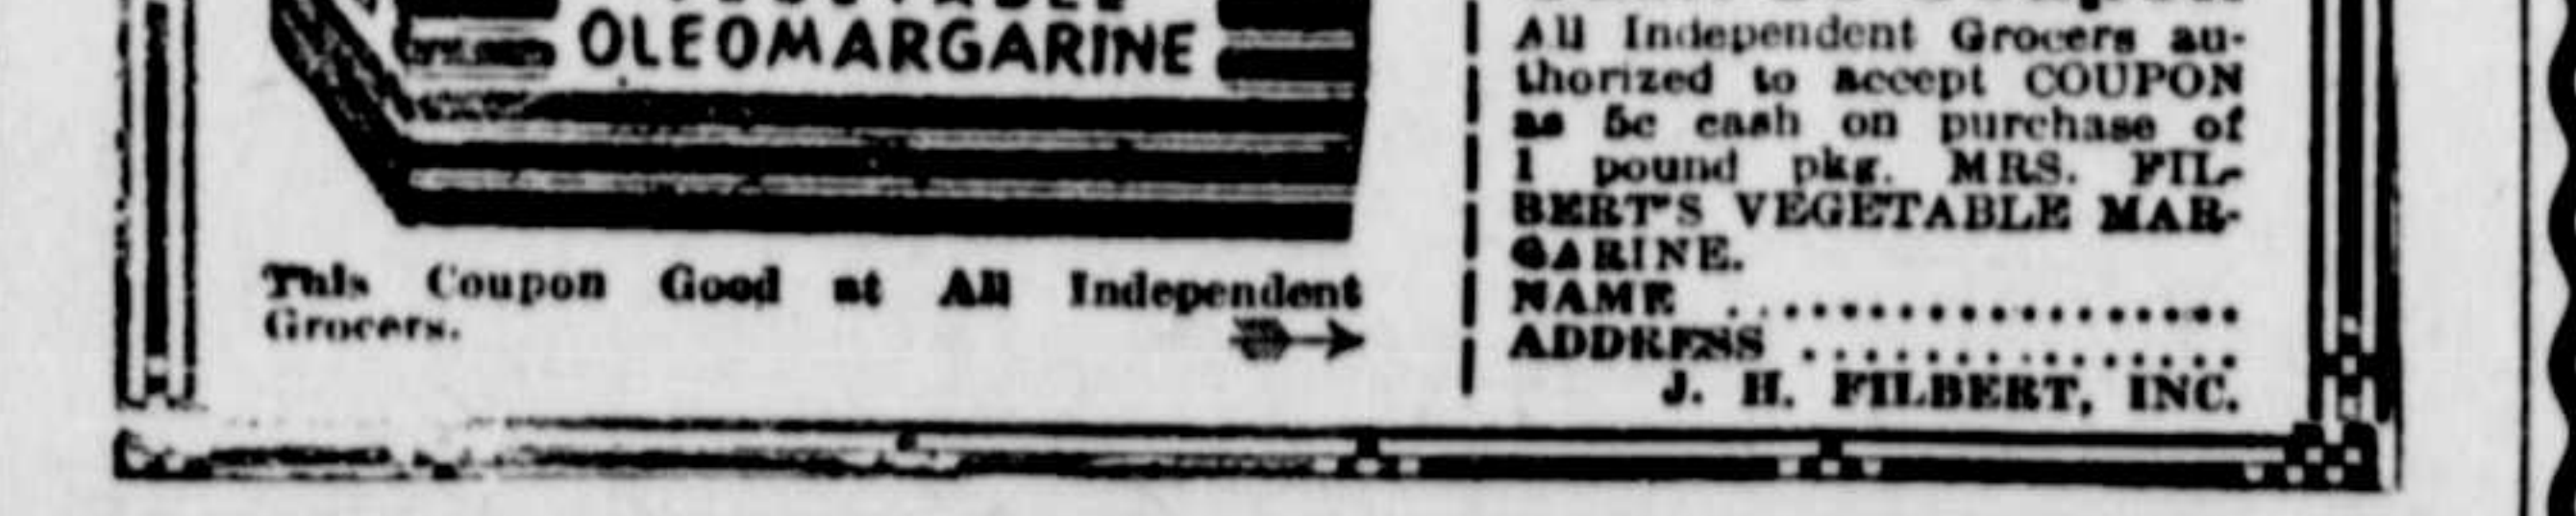 OLEOMARGARINE
This Coupon Good at All Independent
Grocers.
All Independent Grocers au-
thorized to accept COUPON
as 5c cash on purchase of
1 pound pkg. MRS. FIL-
BERT'S VEGETABLE MAR-
GARINE.
NAME ..................
ADDRESS ...............
J. H. FILBERT, INC.